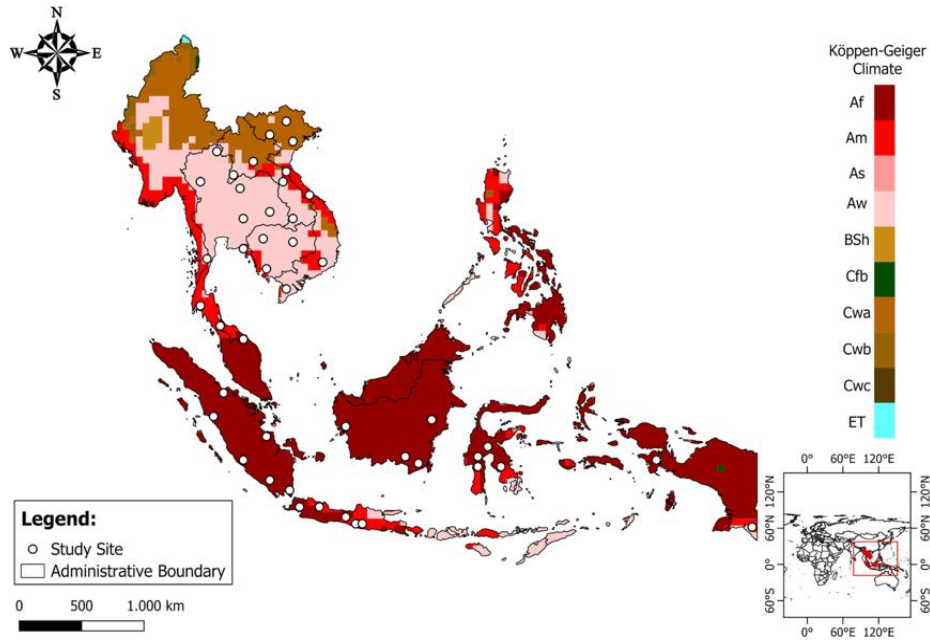 N
W E
S
Köppen-Geiger
Climate
Af
Am
As
Aw
BSh
Cfb
Cwa
Cwb
Cwc
ET
Legend:
Study Site
Administrative Boundary
0 500 1.000 km
0° 60°E 120°E
120°N 120°N
60°N 60°N
0° 0°
60°S 60°S
0° 60°E 120°E